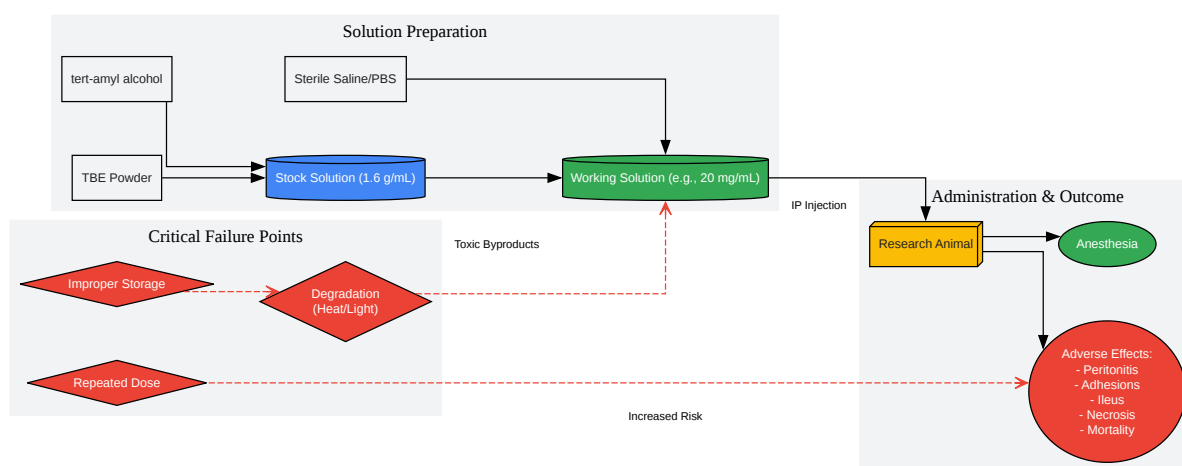 Solution Preparation
tert-amyl alcohol
Sterile Saline/PBS
TBE Powder
Stock Solution (1.6 g/mL)
Working Solution (e.g., 20 mg/mL)
IP Injection
Administration & Outcome
Research Animal
Anesthesia
Critical Failure Points
Toxic Byproducts
Improper Storage
Degradation
(Heat/Light)
Repeated Dose
Increased Risk
Adverse Effects:
- Peritonitis
- Adhesions
- Ileus
- Necrosis
- Mortality